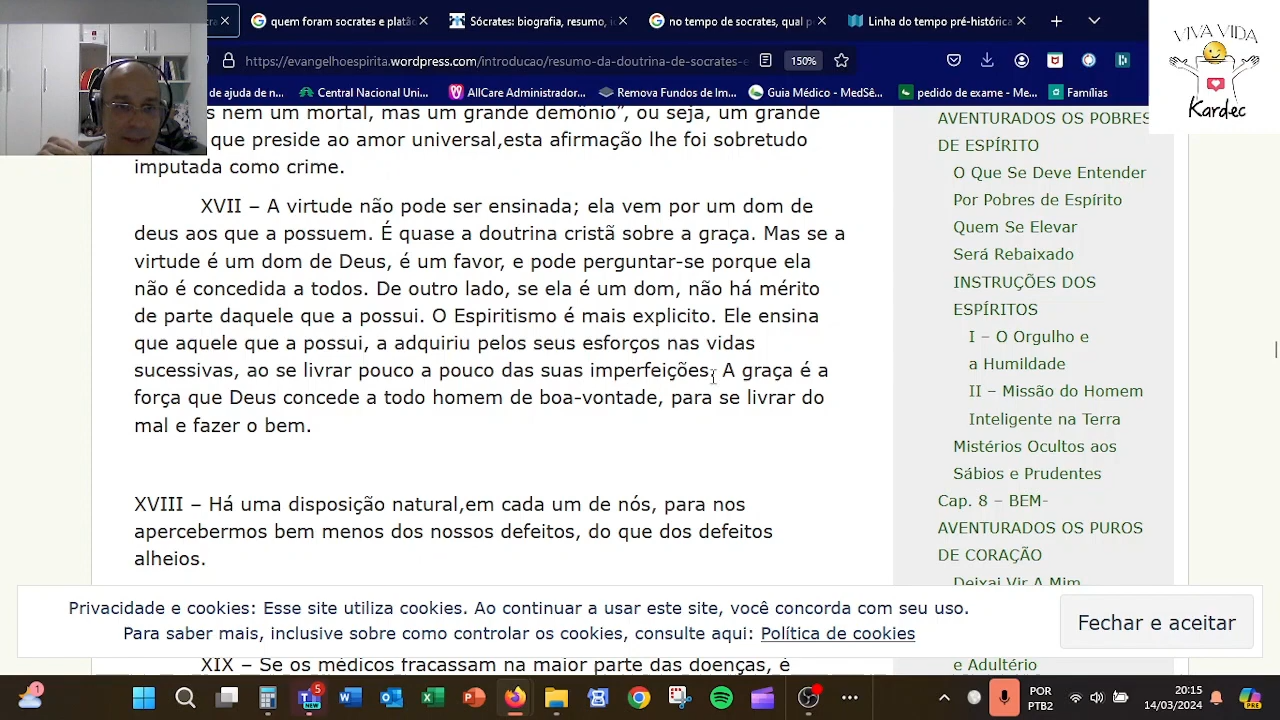 quem foram socrates e platão
Sócrates: biografia, resumo, i
no tempo de socrates, qual p
Linha do tempo pré-histórica
https://evangelhoespirita.wordpress.com/introducao/resumo-da-doutrina-de-socrates-e
150%
de ajuda de n...
Central Nacional Uni...
AllCare Administrador...
Remova Fundos de Im...
Guia Médico - MedSê...
pedido de exame - Me...
Famílias
VIVA VIDA
Kardec
s nem um mortal, mas um grande demônio”, ou seja, um grande
que preside ao amor universal,esta afirmação lhe foi sobretudo
imputada como crime.
XVII – A virtude não pode ser ensinada; ela vem por um dom de
deus aos que a possuem. É quase a doutrina cristã sobre a graça. Mas se a
virtude é um dom de Deus, é um favor, e pode perguntar-se porque ela
não é concedida a todos. De outro lado, se ela é um dom, não há mérito
de parte daquele que a possui. O Espiritismo é mais explicito. Ele ensina
que aquele que a possui, a adquiriu pelos seus esforços nas vidas
sucessivas, ao se livrar pouco a pouco das suas imperfeições. A graça é a
força que Deus concede a todo homem de boa-vontade, para se livrar do
mal e fazer o bem.
XVIII – Há uma disposição natural,em cada um de nós, para nos
apercebermos bem menos dos nossos defeitos, do que dos defeitos
alheios.
XIX – Se os médicos fracassam na maior parte das doenças, é
AVENTURADOS OS POBRES
DE ESPÍRITO
O Que Se Deve Entender
Por Pobres de Espírito
Quem Se Elevar
Será Rebaixado
INSTRUÇÕES DOS
ESPÍRITOS
I – O Orgulho e
a Humildade
II – Missão do Homem
Inteligente na Terra
Mistérios Ocultos aos
Sábios e Prudentes
Cap. 8 – BEM-
AVENTURADOS OS PUROS
DE CORAÇÃO
Deixai Vir A Mim
e Adultério
Privacidade e cookies: Esse site utiliza cookies. Ao continuar a usar este site, você concorda com seu uso.
Para saber mais, inclusive sobre como controlar os cookies, consulte aqui: Política de cookies
Fechar e aceitar
1
5
NEW
POR
PTB2
20:15
14/03/2024
PRE